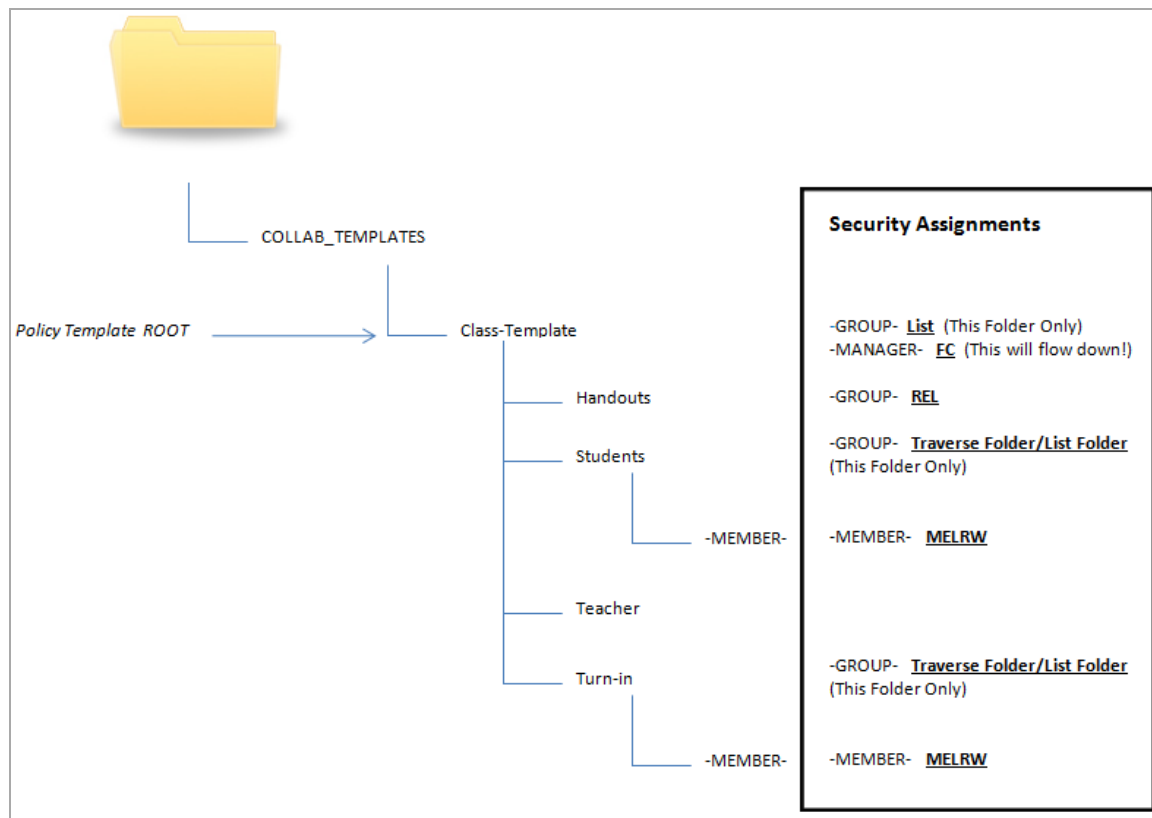 Security Assignments
COLLAB_TEMPLATES
Policy Template ROOT
Class-Template
-GROUP- List (This Folder Only)
-MANAGER- FC (This will flow down!)
Handouts
-GROUP- REL
Students
-GROUP- Traverse Folder/List Folder
(This Folder Only)
-MEMBER-
-MEMBER- MELRW
Teacher
Turn-in
-GROUP- Traverse Folder/List Folder
(This Folder Only)
-MEMBER-
-MEMBER- MELRW